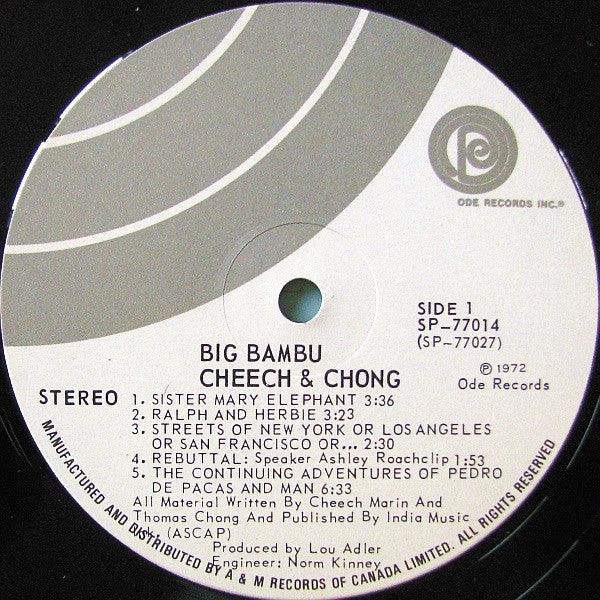 ODE RECORDS INC.®
SIDE 1
SP-77014
(SP-77027)
BIG BAMBU
CHEECH & CHONG
℗ 1972
Ode Records
STEREO
1. SISTER MARY ELEPHANT 3:36
2. RALPH AND HERBIE 3:23
3. STREETS OF NEW YORK OR LOS ANGELES
OR SAN FRANCISCO OR... 2:30
4. REBUTTAL: Speaker Ashley Roachclip 1:53
5. THE CONTINUING ADVENTURES OF PEDRO
DE PACAS AND MAN 6:33
All Material Written By Cheech Marin And
Thomas Chong And Published By India Music
(ASCAP)
Produced by Lou Adler
Engineer: Norm Kinney
MANUFACTURED AND DISTRIBUTED BY A & M RECORDS OF CANADA LIMITED. ALL RIGHTS RESERVED